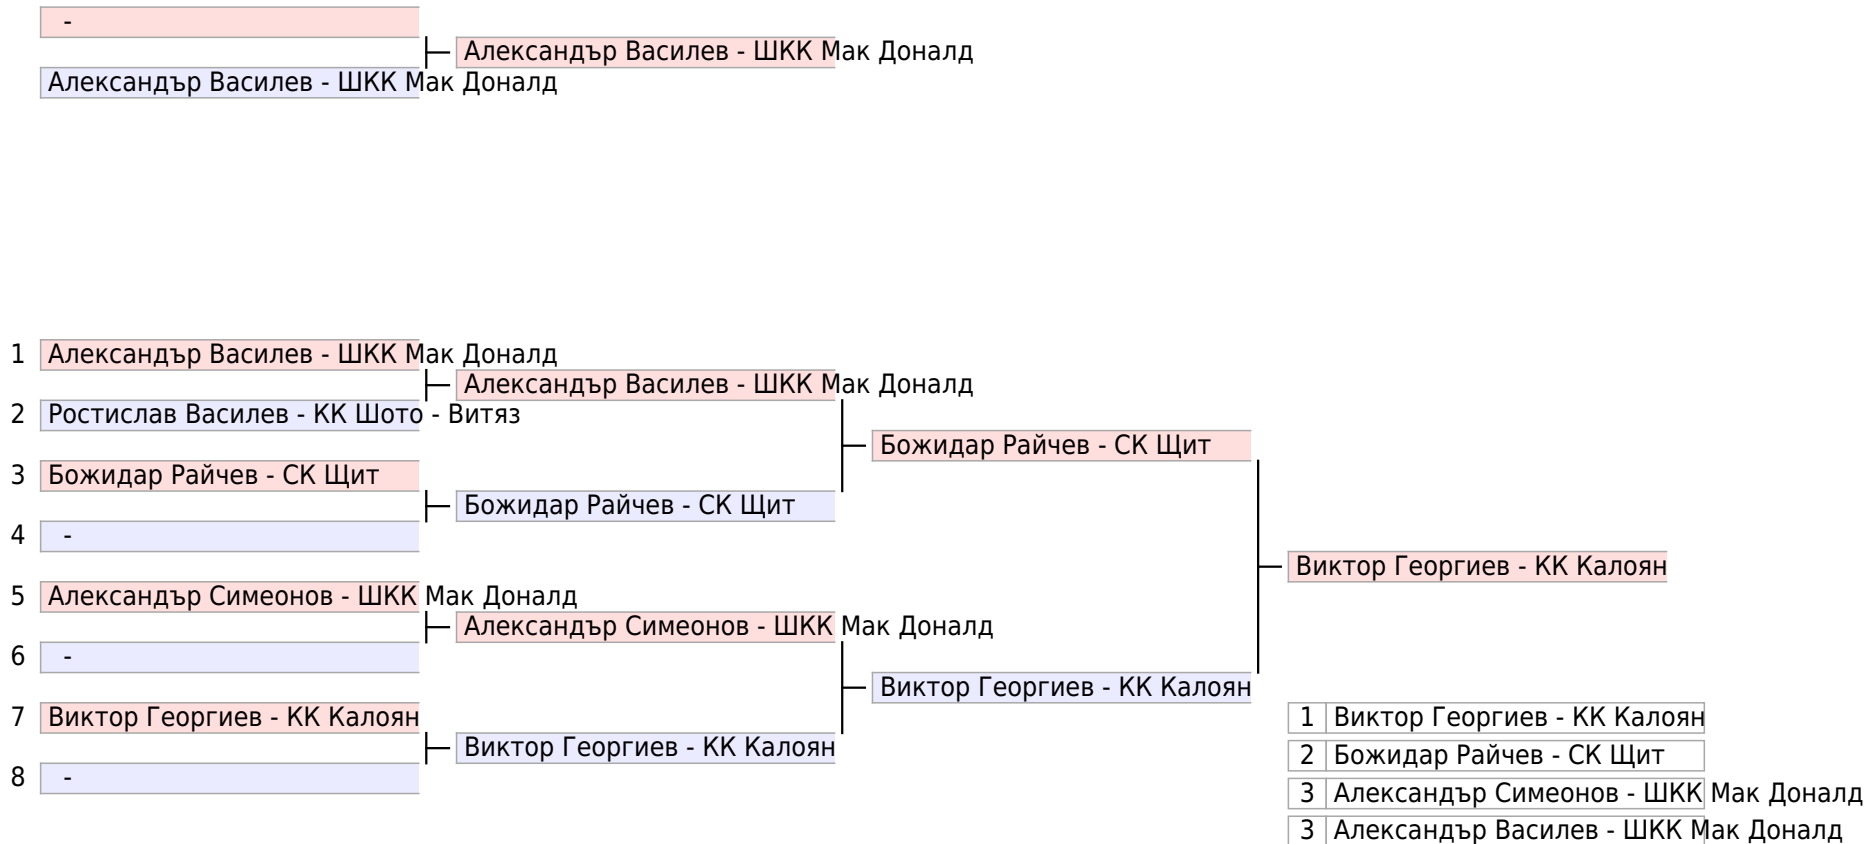 -
Александър Василев - ШКК Мак Доналд
Александър Василев - ШКК Мак Доналд
1 Александър Василев - ШКК Мак Доналд
Александър Василев - ШКК Мак Доналд
2 Ростислав Василев - КК Шото - Витяз
Божидар Райчев - СК Щит
3 Божидар Райчев - СК Щит
Божидар Райчев - СК Щит
4 -
Виктор Георгиев - КК Калоян
5 Александър Симеонов - ШКК Мак Доналд
Александър Симеонов - ШКК Мак Доналд
6 -
Виктор Георгиев - КК Калоян
7 Виктор Георгиев - КК Калоян
Виктор Георгиев - КК Калоян
8 -
1 Виктор Георгиев - КК Калоян
2 Божидар Райчев - СК Щит
3 Александър Симеонов - ШКК Мак Доналд
3 Александър Василев - ШКК Мак Доналд